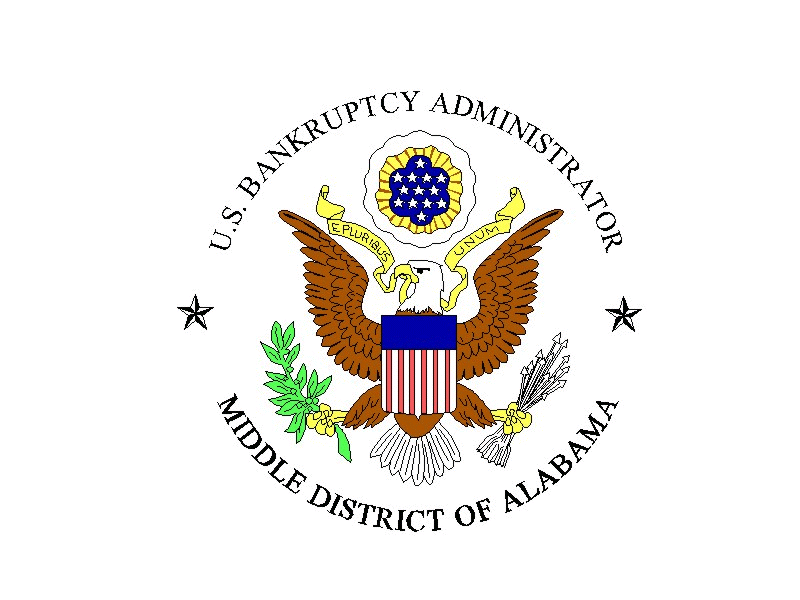 U.S. BANKRUPTCY ADMINISTRATOR
E PLURIBUS UNUM
MIDDLE DISTRICT OF ALABAMA